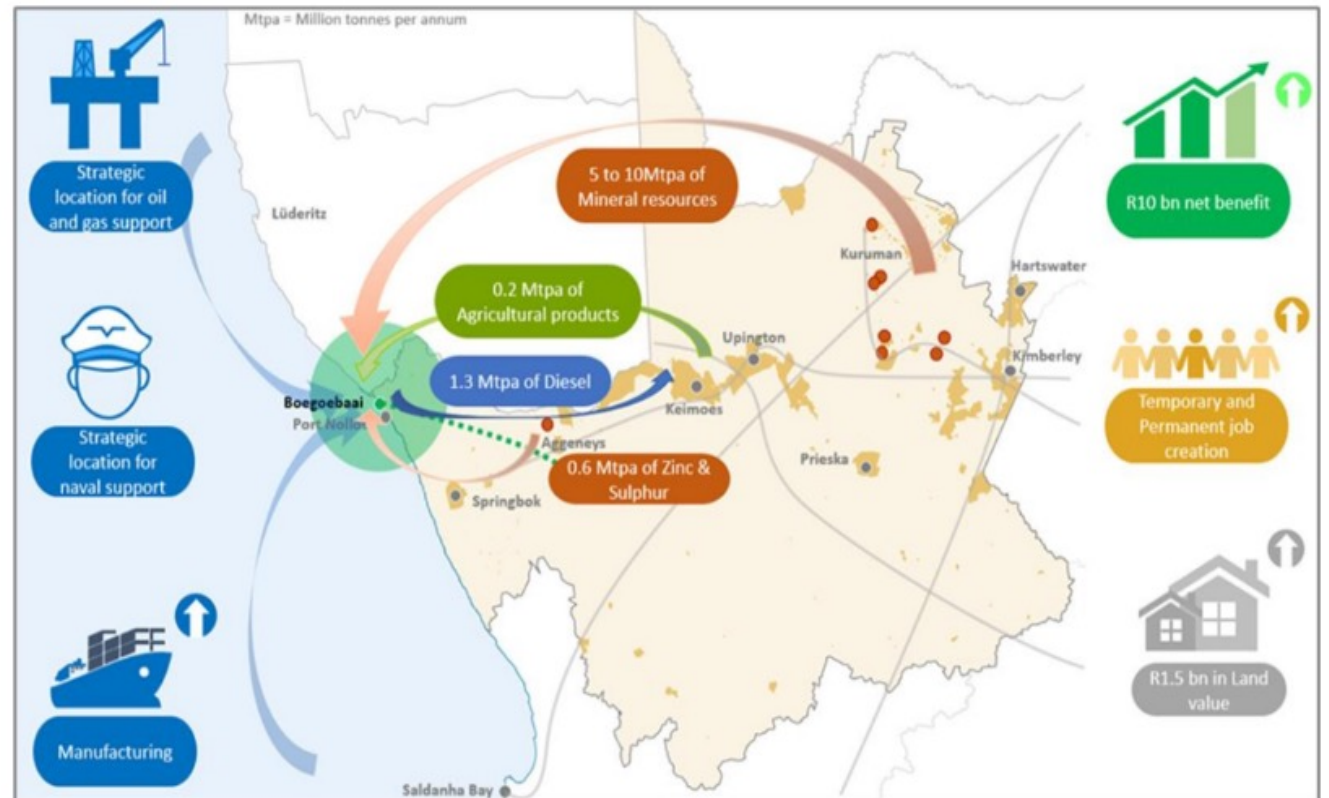 Mtpa = Million tonnes per annum
Strategic
location for oil
and gas support
Strategic
location for
naval support
Manufacturing
Lüderitz
5 to 10Mtpa of
Mineral resources
0.2 Mtpa of
Agricultural products
1.3 Mtpa of Diesel
0.6 Mtpa of Zinc &
Sulphur
Boegoebaai
Port Nollo
Aggeneys
Springbok
Keimoes
Upington
Kuruman
Hartswater
Kimberley
Prieska
Saldanha Bay
R10 bn net benefit
Temporary and
Permanent job
creation
R1.5 bn in Land
value